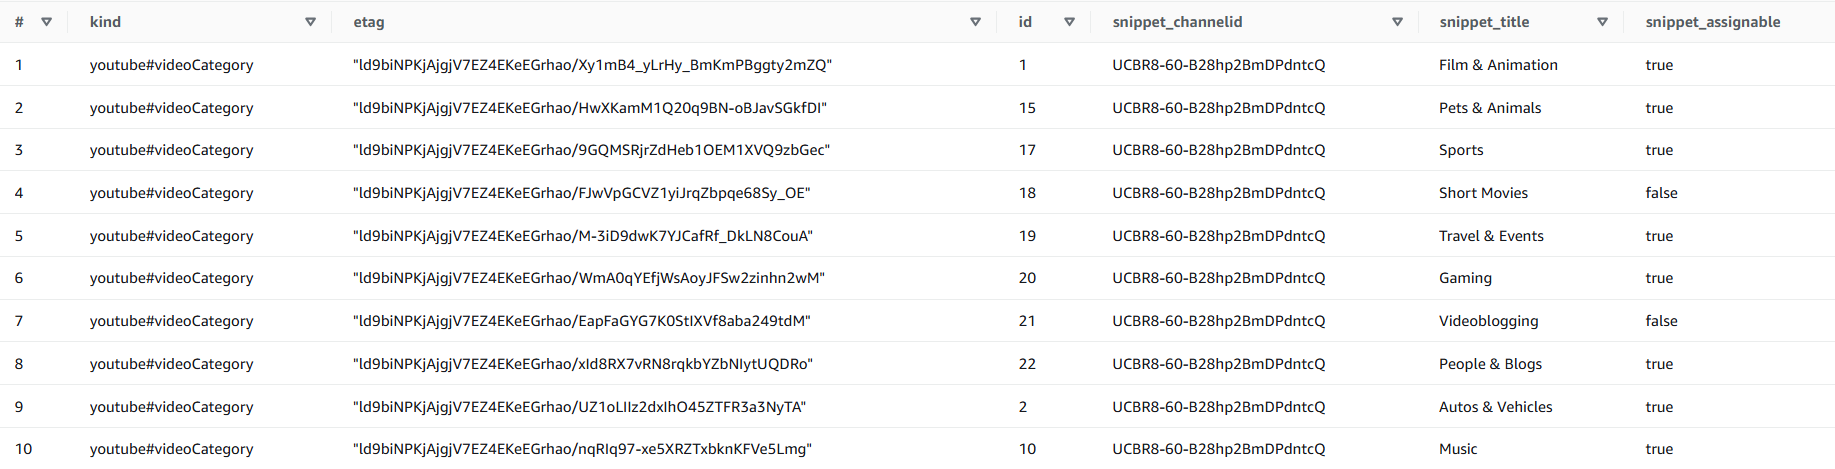 # kind etag id snippet_channelid snippet_title snippet_assignable
1 youtube#videoCategory "ld9biNPKjAjgjV7EZ4EKeEGrhao/Xy1mB4_yLrHy_BmKmPBggty2mZQ" 1 UCBR8-60-B28hp2BmDPdntcQ Film & Animation true
2 youtube#videoCategory "ld9biNPKjAjgjV7EZ4EKeEGrhao/HwXKamM1Q20q9BN-oBJavSGkfDI" 15 UCBR8-60-B28hp2BmDPdntcQ Pets & Animals true
3 youtube#videoCategory "ld9biNPKjAjgjV7EZ4EKeEGrhao/9GQMSRjrZdHeb1OEM1XVQ9zbGec" 17 UCBR8-60-B28hp2BmDPdntcQ Sports true
4 youtube#videoCategory "ld9biNPKjAjgjV7EZ4EKeEGrhao/FJwVpGCVZ1yiJrqZbpqe68Sy_OE" 18 UCBR8-60-B28hp2BmDPdntcQ Short Movies false
5 youtube#videoCategory "ld9biNPKjAjgjV7EZ4EKeEGrhao/M-3iD9dwK7YJCafRf_DkLN8CouA" 19 UCBR8-60-B28hp2BmDPdntcQ Travel & Events true
6 youtube#videoCategory "ld9biNPKjAjgjV7EZ4EKeEGrhao/WmA0qYEfjWsAoyJFSw2zinhn2wM" 20 UCBR8-60-B28hp2BmDPdntcQ Gaming true
7 youtube#videoCategory "ld9biNPKjAjgjV7EZ4EKeEGrhao/EapFaGYG7K0StIXVf8aba249tdM" 21 UCBR8-60-B28hp2BmDPdntcQ Videoblogging false
8 youtube#videoCategory "ld9biNPKjAjgjV7EZ4EKeEGrhao/xId8RX7vRN8rqkbYZbNIytUQDRo" 22 UCBR8-60-B28hp2BmDPdntcQ People & Blogs true
9 youtube#videoCategory "ld9biNPKjAjgjV7EZ4EKeEGrhao/UZ1oLIIz2dxIhO45ZTFR3a3NyTA" 2 UCBR8-60-B28hp2BmDPdntcQ Autos & Vehicles true
10 youtube#videoCategory "ld9biNPKjAjgjV7EZ4EKeEGrhao/nqRIq97-xe5XRZTxbknKFVe5Lmg" 10 UCBR8-60-B28hp2BmDPdntcQ Music true